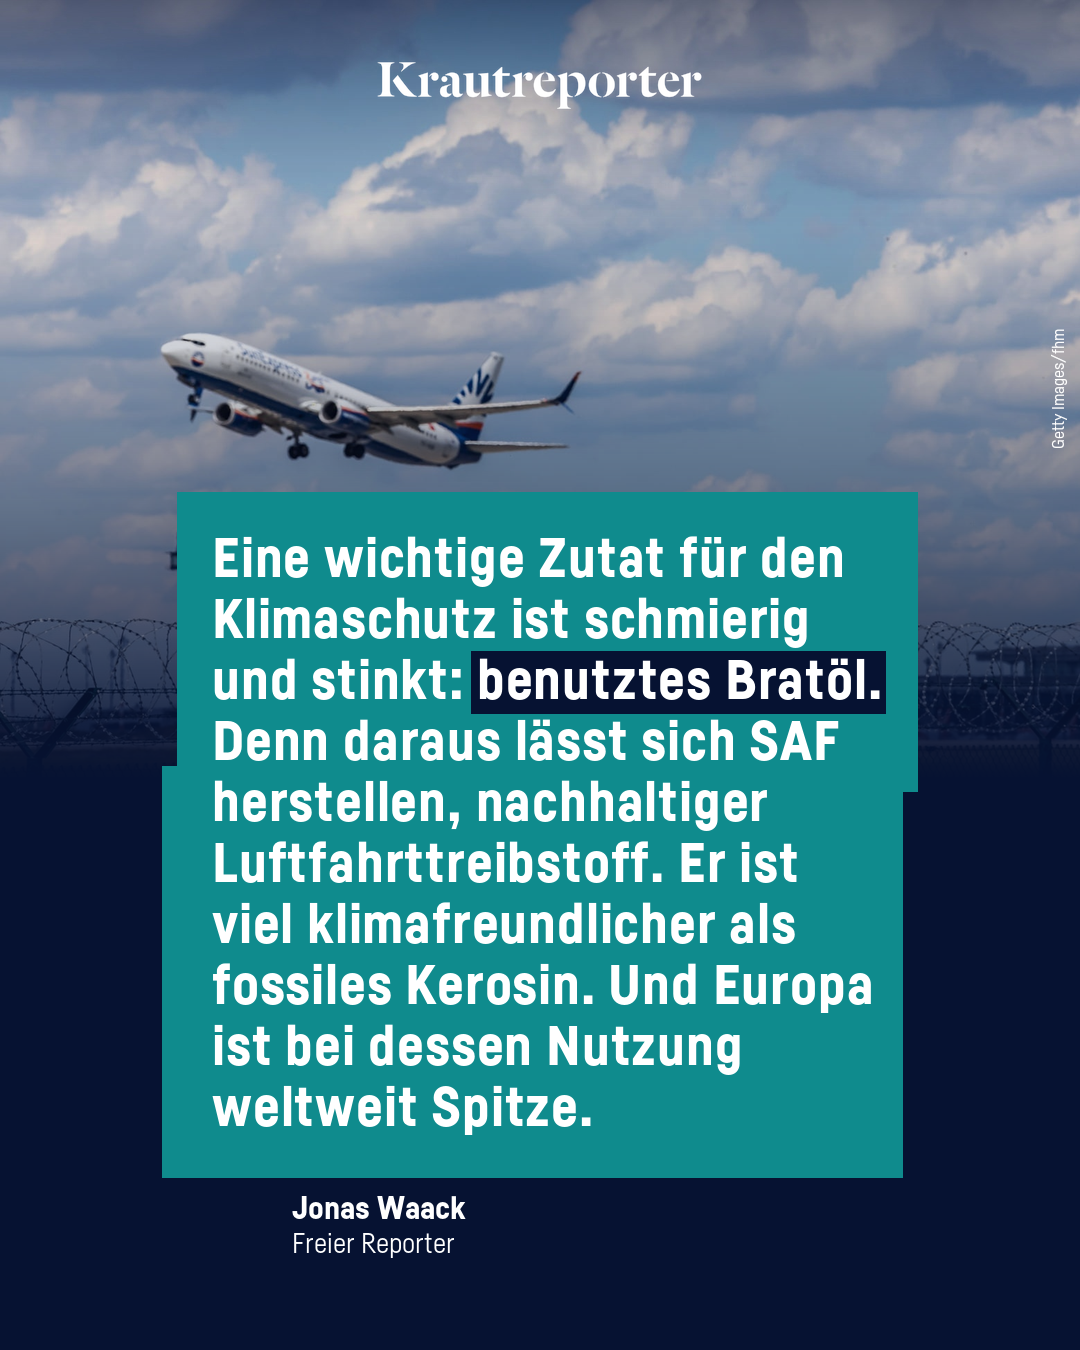 Krautreporter
Getty Images/fhm
Eine wichtige Zutat für den
Klimaschutz ist schmierig
und stinkt: benutztes Bratöl.
Denn daraus lässt sich SAF
herstellen, nachhaltiger
Luftfahrttreibstoff. Er ist
viel klimafreundlicher als
fossiles Kerosin. Und Europa
ist bei dessen Nutzung
weltweit Spitze.
Jonas Waack
Freier Reporter